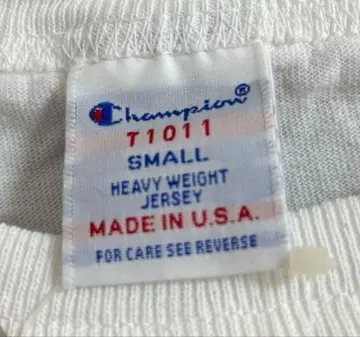 Champion®
T1011
SMALL
HEAVY WEIGHT
JERSEY
MADE IN U.S.A.
FOR CARE SEE REVERSE